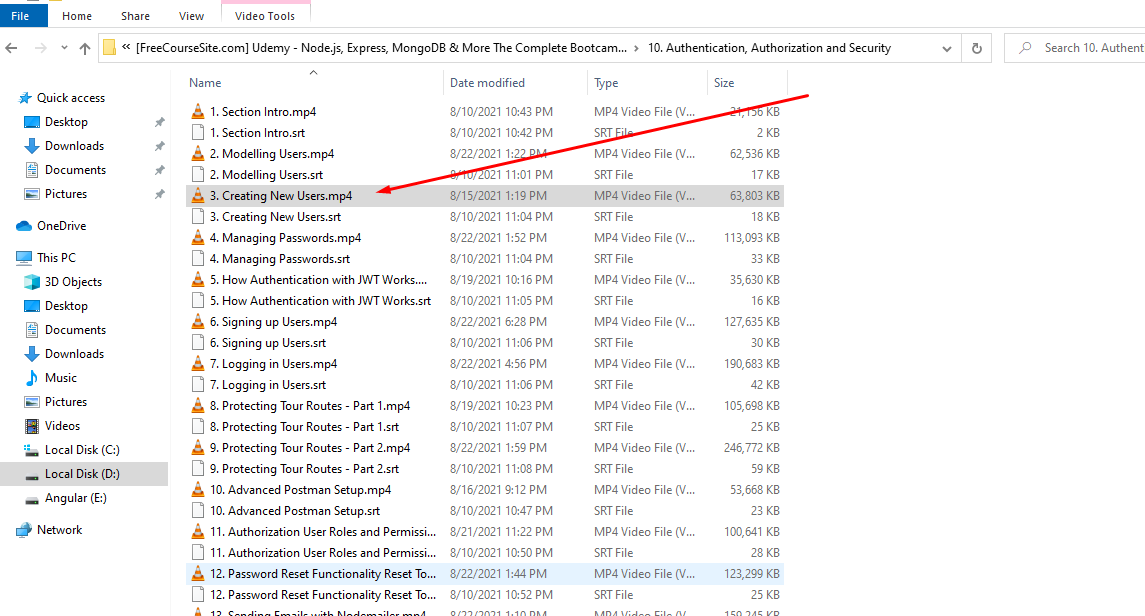 File Home Share View Video Tools
« [FreeCourseSite.com] Udemy - Node.js, Express, MongoDB & More The Complete Bootcam... › 10. Authentication, Authorization and Security
Search 10. Authent
Name Date modified Type Size
Quick access
Desktop
Downloads
Documents
Pictures
OneDrive
This PC
3D Objects
Desktop
Documents
Downloads
Music
Pictures
Videos
Local Disk (C:)
Local Disk (D:)
Angular (E:)
Network
1. Section Intro.mp4 8/10/2021 10:43 PM MP4 Video File (V... 21,156 KB
1. Section Intro.srt 8/10/2021 10:42 PM SRT File 2 KB
2. Modelling Users.mp4 8/22/2021 1:22 PM MP4 Video File (V... 62,536 KB
2. Modelling Users.srt 8/10/2021 11:01 PM SRT File 17 KB
3. Creating New Users.mp4 8/15/2021 1:19 PM MP4 Video File (V... 63,803 KB
3. Creating New Users.srt 8/10/2021 11:04 PM SRT File 18 KB
4. Managing Passwords.mp4 8/22/2021 1:52 PM MP4 Video File (V... 113,093 KB
4. Managing Passwords.srt 8/10/2021 11:04 PM SRT File 33 KB
5. How Authentication with JWT Works.... 8/19/2021 10:16 PM MP4 Video File (V... 35,630 KB
5. How Authentication with JWT Works.srt 8/10/2021 11:05 PM SRT File 16 KB
6. Signing up Users.mp4 8/22/2021 6:28 PM MP4 Video File (V... 127,635 KB
6. Signing up Users.srt 8/10/2021 11:06 PM SRT File 30 KB
7. Logging in Users.mp4 8/22/2021 4:56 PM MP4 Video File (V... 190,683 KB
7. Logging in Users.srt 8/10/2021 11:06 PM SRT File 42 KB
8. Protecting Tour Routes - Part 1.mp4 8/19/2021 10:23 PM MP4 Video File (V... 105,698 KB
8. Protecting Tour Routes - Part 1.srt 8/10/2021 11:07 PM SRT File 25 KB
9. Protecting Tour Routes - Part 2.mp4 8/22/2021 1:59 PM MP4 Video File (V... 246,772 KB
9. Protecting Tour Routes - Part 2.srt 8/10/2021 11:08 PM SRT File 59 KB
10. Advanced Postman Setup.mp4 8/16/2021 9:12 PM MP4 Video File (V... 53,668 KB
10. Advanced Postman Setup.srt 8/10/2021 10:47 PM SRT File 23 KB
11. Authorization User Roles and Permissi... 8/21/2021 11:22 PM MP4 Video File (V... 100,641 KB
11. Authorization User Roles and Permissi... 8/10/2021 10:50 PM SRT File 28 KB
12. Password Reset Functionality Reset To... 8/22/2021 1:44 PM MP4 Video File (V... 123,299 KB
12. Password Reset Functionality Reset To... 8/10/2021 10:52 PM SRT File 25 KB
13. Sending Emails with Nodemailer.mp4 8/22/2021 1:10 PM MP4 Video File (V... 159,245 KB